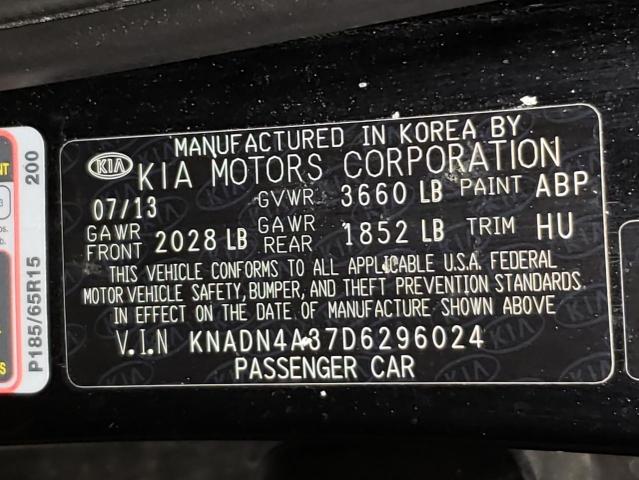 MANUFACTURED IN KOREA BY
KIA KIA MOTORS CORPORATION
07/13 GVWR 3660 LB PAINT ABP
GAWR FRONT 2028 LB GAWR REAR 1852 LB TRIM HU
THIS VEHICLE CONFORMS TO ALL APPLICABLE U.S.A. FEDERAL
MOTOR VEHICLE SAFETY, BUMPER, AND THEFT PREVENTION STANDARDS
IN EFFECT ON THE DATE OF MANUFACTURE SHOWN ABOVE
V.I.N KNADN4A37D6296024
PASSENGER CAR
P185/65R15 200